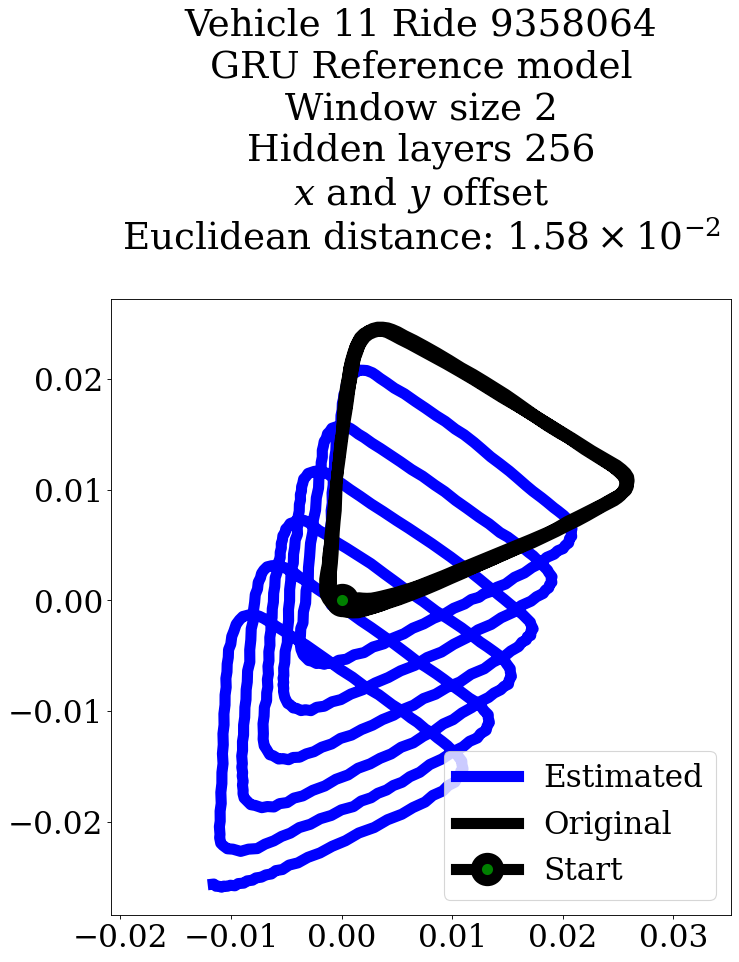 Vehicle 11 Ride 9358064
GRU Reference model
Window size 2
Hidden layers 256
x and y offset
Euclidean distance: 1.58 × 10⁻²
0.02
0.01
0.00
−0.01
−0.02
Estimated
Original
Start
−0.02 −0.01 0.00 0.01 0.02 0.03